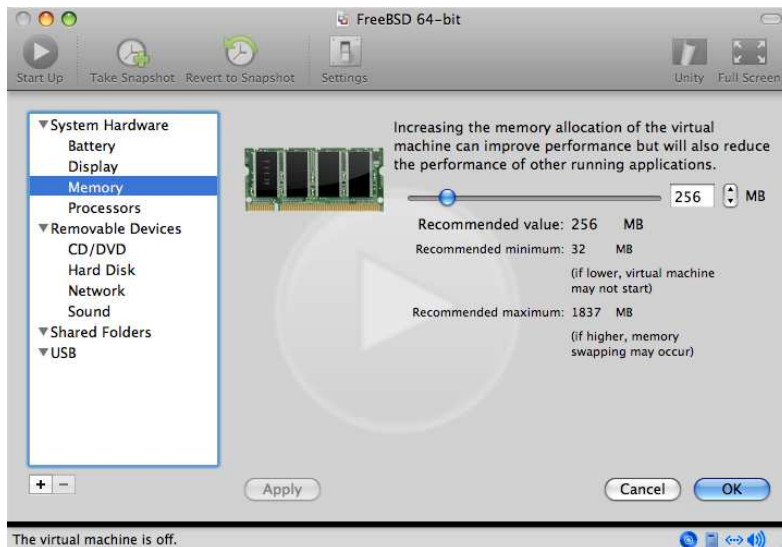 FreeBSD 64-bit
Start Up
Take Snapshot
Revert to Snapshot
Settings
Unity
Full Screen
System Hardware
Battery
Display
Memory
Processors
Removable Devices
CD/DVD
Hard Disk
Network
Sound
Shared Folders
USB
Increasing the memory allocation of the virtual
machine can improve performance but will also reduce
the performance of other running applications.
256 MB
Recommended value: 256 MB
Recommended minimum: 32 MB
(if lower, virtual machine
may not start)
Recommended maximum: 1837 MB
(if higher, memory
swapping may occur)
+ −
Apply
Cancel
OK
The virtual machine is off.